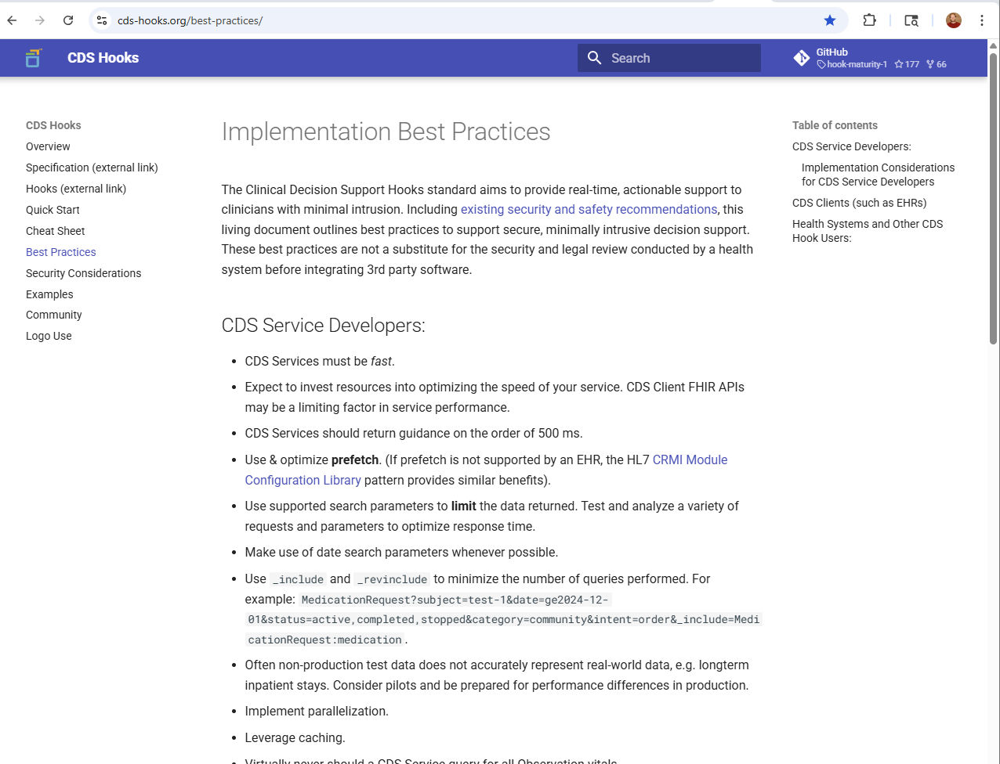 cds-hooks.org/best-practices/
CDS Hooks
Search
GitHub
hook-maturity-1 177 66
CDS Hooks
Overview
Specification (external link)
Hooks (external link)
Quick Start
Cheat Sheet
Best Practices
Security Considerations
Examples
Community
Logo Use
Implementation Best Practices
The Clinical Decision Support Hooks standard aims to provide real-time, actionable support to
clinicians with minimal intrusion. Including existing security and safety recommendations, this
living document outlines best practices to support secure, minimally intrusive decision support.
These best practices are not a substitute for the security and legal review conducted by a health
system before integrating 3rd party software.
CDS Service Developers:
• CDS Services must be fast.
• Expect to invest resources into optimizing the speed of your service. CDS Client FHIR APIs
may be a limiting factor in service performance.
• CDS Services should return guidance on the order of 500 ms.
• Use & optimize prefetch. (If prefetch is not supported by an EHR, the HL7 CRMI Module
Configuration Library pattern provides similar benefits).
• Use supported search parameters to limit the data returned. Test and analyze a variety of
requests and parameters to optimize response time.
• Make use of date search parameters whenever possible.
• Use _include and _revinclude to minimize the number of queries performed. For
example: MedicationRequest?subject=test-1&date=ge2024-12-
01&status=active,completed,stopped&category=community&intent=order&_include=Medi
cationRequest:medication.
• Often non-production test data does not accurately represent real-world data, e.g. longterm
inpatient stays. Consider pilots and be prepared for performance differences in production.
• Implement parallelization.
• Leverage caching.
• Virtually never should a CDS Service query for all Observation vitals.
Table of contents
CDS Service Developers:
Implementation Considerations
for CDS Service Developers
CDS Clients (such as EHRs)
Health Systems and Other CDS
Hook Users: